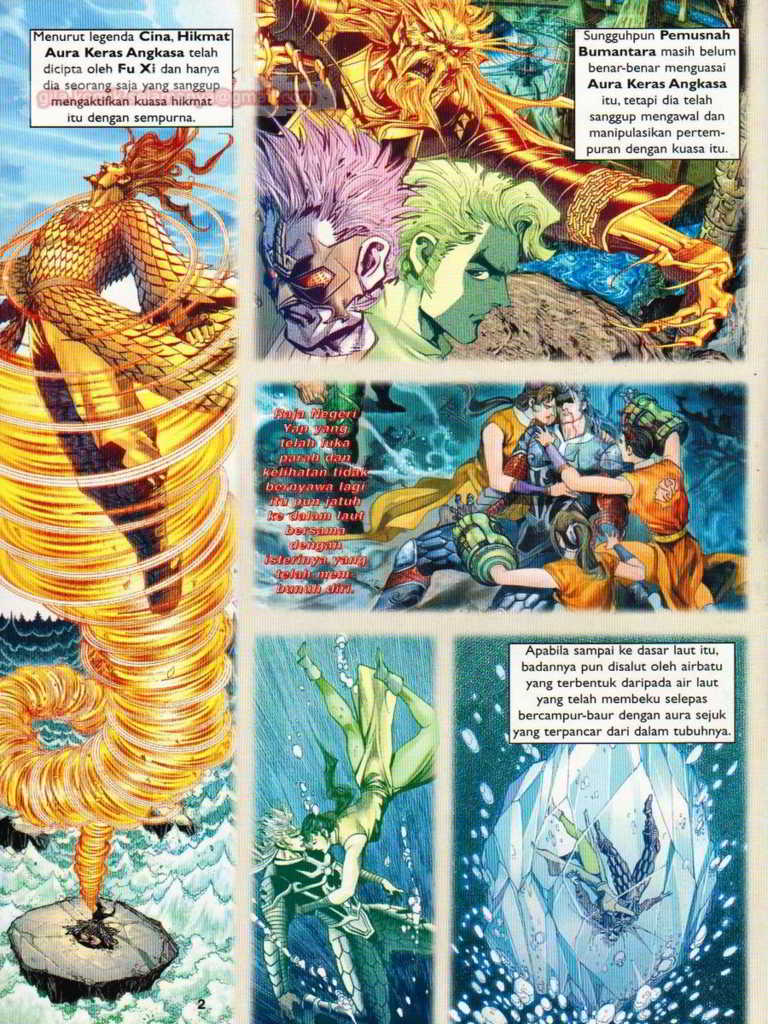 Menurut legenda Cina, Hikmat
Aura Keras Angkasa telah
dicipta oleh Fu Xi dan hanya
dia seorang saja yang sanggup
mengaktifkan kuasa hikmat
itu dengan sempurna.
Sungguhpun Pemusnah
Bumantara masih belum
benar-benar menguasai
Aura Keras Angkasa
itu, tetapi dia telah
sanggup mengawal dan
manipulasikan pertem-
puran dengan kuasa itu.
Raja Negeri
Yan yang
telah luka
parah dan
kelihatan tidak
bernyawa lagi
itu pun jatuh
ke dalam laut
bersama
dengan
isterinya yang
telah mem-
bunuh diri.
Apabila sampai ke dasar laut itu,
badannya pun disalut oleh airbatu
yang terbentuk daripada air laut
yang telah membeku selepas
bercampur-baur dengan aura sejuk
yang terpancar dari dalam tubuhnya.
2